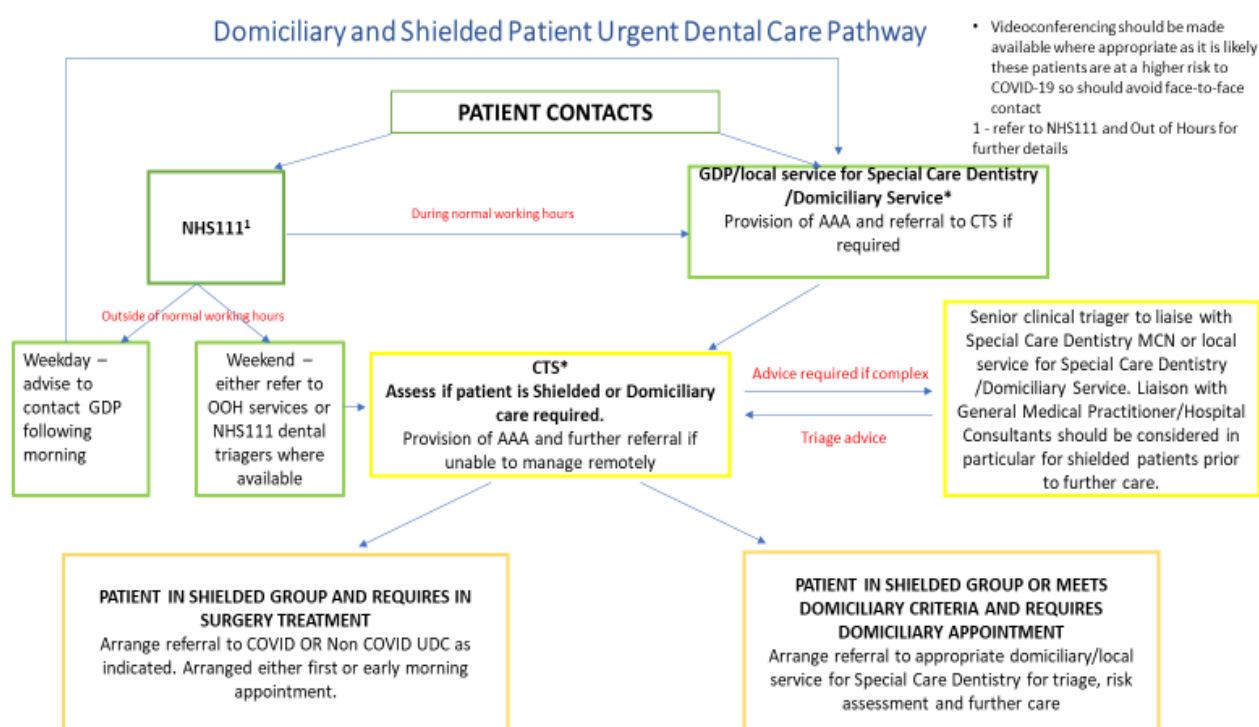 Domiciliary and Shielded Patient Urgent Dental Care Pathway
• Videoconferencing should be made
available where appropriate as it is likely
these patients are at a higher risk to
COVID-19 so should avoid face-to-face
contact
1 - refer to NHS111 and Out of Hours for
further details
PATIENT CONTACTS
NHS111¹
During normal working hours
GDP/local service for Special Care Dentistry
/Domiciliary Service*
Provision of AAA and referral to CTS if
required
Outside of normal working hours
Weekday –
advise to
contact GDP
following
morning
Weekend –
either refer to
OOH services or
NHS111 dental
triagers where
available
CTS*
Assess if patient is Shielded or Domiciliary
care required.
Provision of AAA and further referral if
unable to manage remotely
Advice required if complex
Triage advice
Senior clinical triager to liaise with
Special Care Dentistry MCN or local
service for Special Care Dentistry
/Domiciliary Service. Liaison with
General Medical Practitioner/Hospital
Consultants should be considered in
particular for shielded patients prior
to further care.
PATIENT IN SHIELDED GROUP AND REQUIRES IN
SURGERY TREATMENT
Arrange referral to COVID OR Non COVID UDC as
indicated. Arranged either first or early morning
appointment.
PATIENT IN SHIELDED GROUP OR MEETS
DOMICILIARY CRITERIA AND REQUIRES
DOMICILIARY APPOINTMENT
Arrange referral to appropriate domiciliary/local
service for Special Care Dentistry for triage, risk
assessment and further care